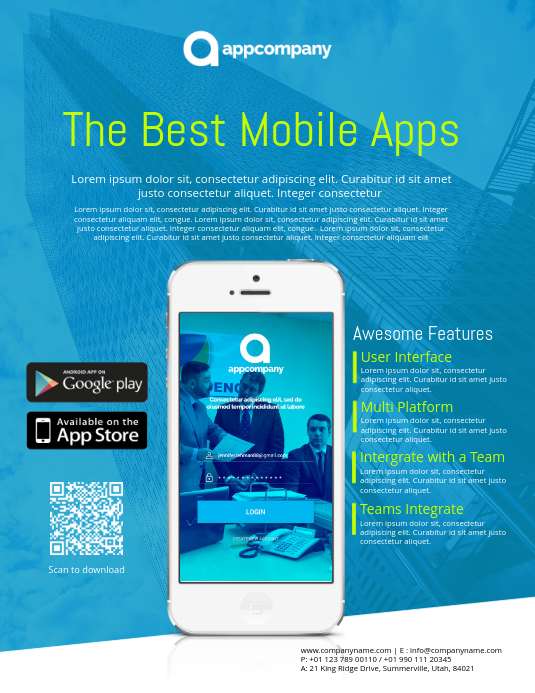 appcompany
The Best Mobile Apps
Lorem ipsum dolor sit, consectetur adipiscing elit. Curabitur id sit amet
justo consectetur aliquet. Integer consectetur
Lorem ipsum dolor sit, consectetur adipiscing elit. Curabitur id sit amet justo consectetur aliquet. Integer
consectetur aliquam elit, congue. Lorem ipsum dolor sit, consectetur adipiscing elit. Curabitur id sit amet
justo consectetur aliquet. Integer consectetur aliquam elit, congue. Lorem ipsum dolor sit, consectetur
adipiscing elit. Curabitur id sit amet justo consectetur aliquet. Integer consectetur aliquam elit
appcompany
Consectetur adipiscing elit, sed do
eiusmod tempor incididunt ut labore
jenniferlehman88@gmail.com
LOGIN
CREATE NEW ACCOUNT
ANDROID APP ON
Google play
Available on the
App Store
Scan to download
Awesome Features
User Interface
Lorem ipsum dolor sit, consectetur
adipiscing elit. Curabitur id sit amet justo
consectetur aliquet.
Multi Platform
Lorem ipsum dolor sit, consectetur
adipiscing elit. Curabitur id sit amet justo
consectetur aliquet.
Intergrate with a Team
Lorem ipsum dolor sit, consectetur
adipiscing elit. Curabitur id sit amet justo
consectetur aliquet.
Teams Integrate
Lorem ipsum dolor sit, consectetur
adipiscing elit. Curabitur id sit amet justo
consectetur aliquet.
www.companyname.com | E : info@companyname.com
P: +01 123 789 00110 / +01 990 111 20345
A: 21 King Ridge Drive, Summerville, Utah, 84021